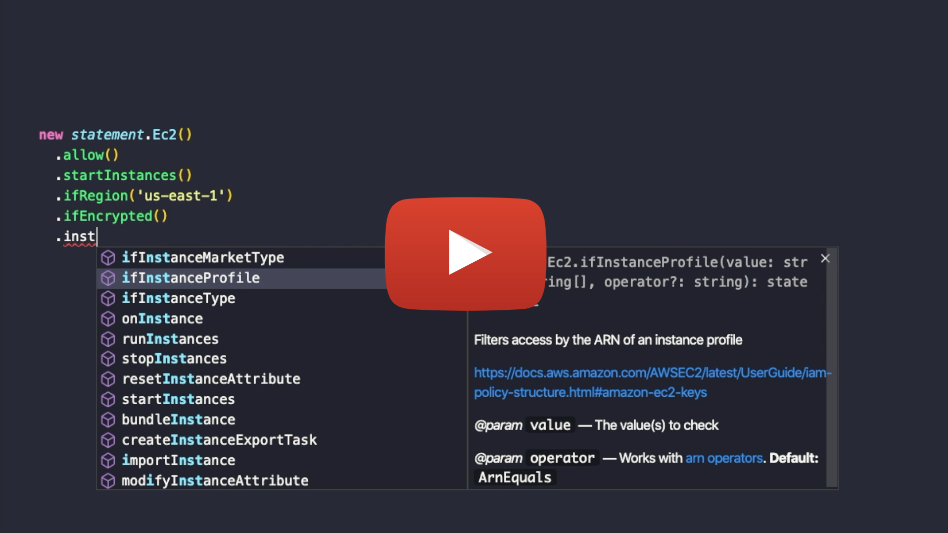 new statement.Ec2()
.allow()
.startInstances()
.ifRegion('us-east-1')
.ifEncrypted()
.inst
ifInstanceMarketType
ifInstanceProfile
ifInstanceType
onInstance
runInstances
stopInstances
resetInstanceAttribute
startInstances
bundleInstance
createInstanceExportTask
importInstance
modifyInstanceAttribute
Ec2.ifInstanceProfile(value: str
ing[], operator?: string): state
Filters access by the ARN of an instance profile
https://docs.aws.amazon.com/AWSEC2/latest/UserGuide/iam-
policy-structure.html#amazon-ec2-keys
@param value — The value(s) to check
@param operator — Works with arn operators. Default:
ArnEquals